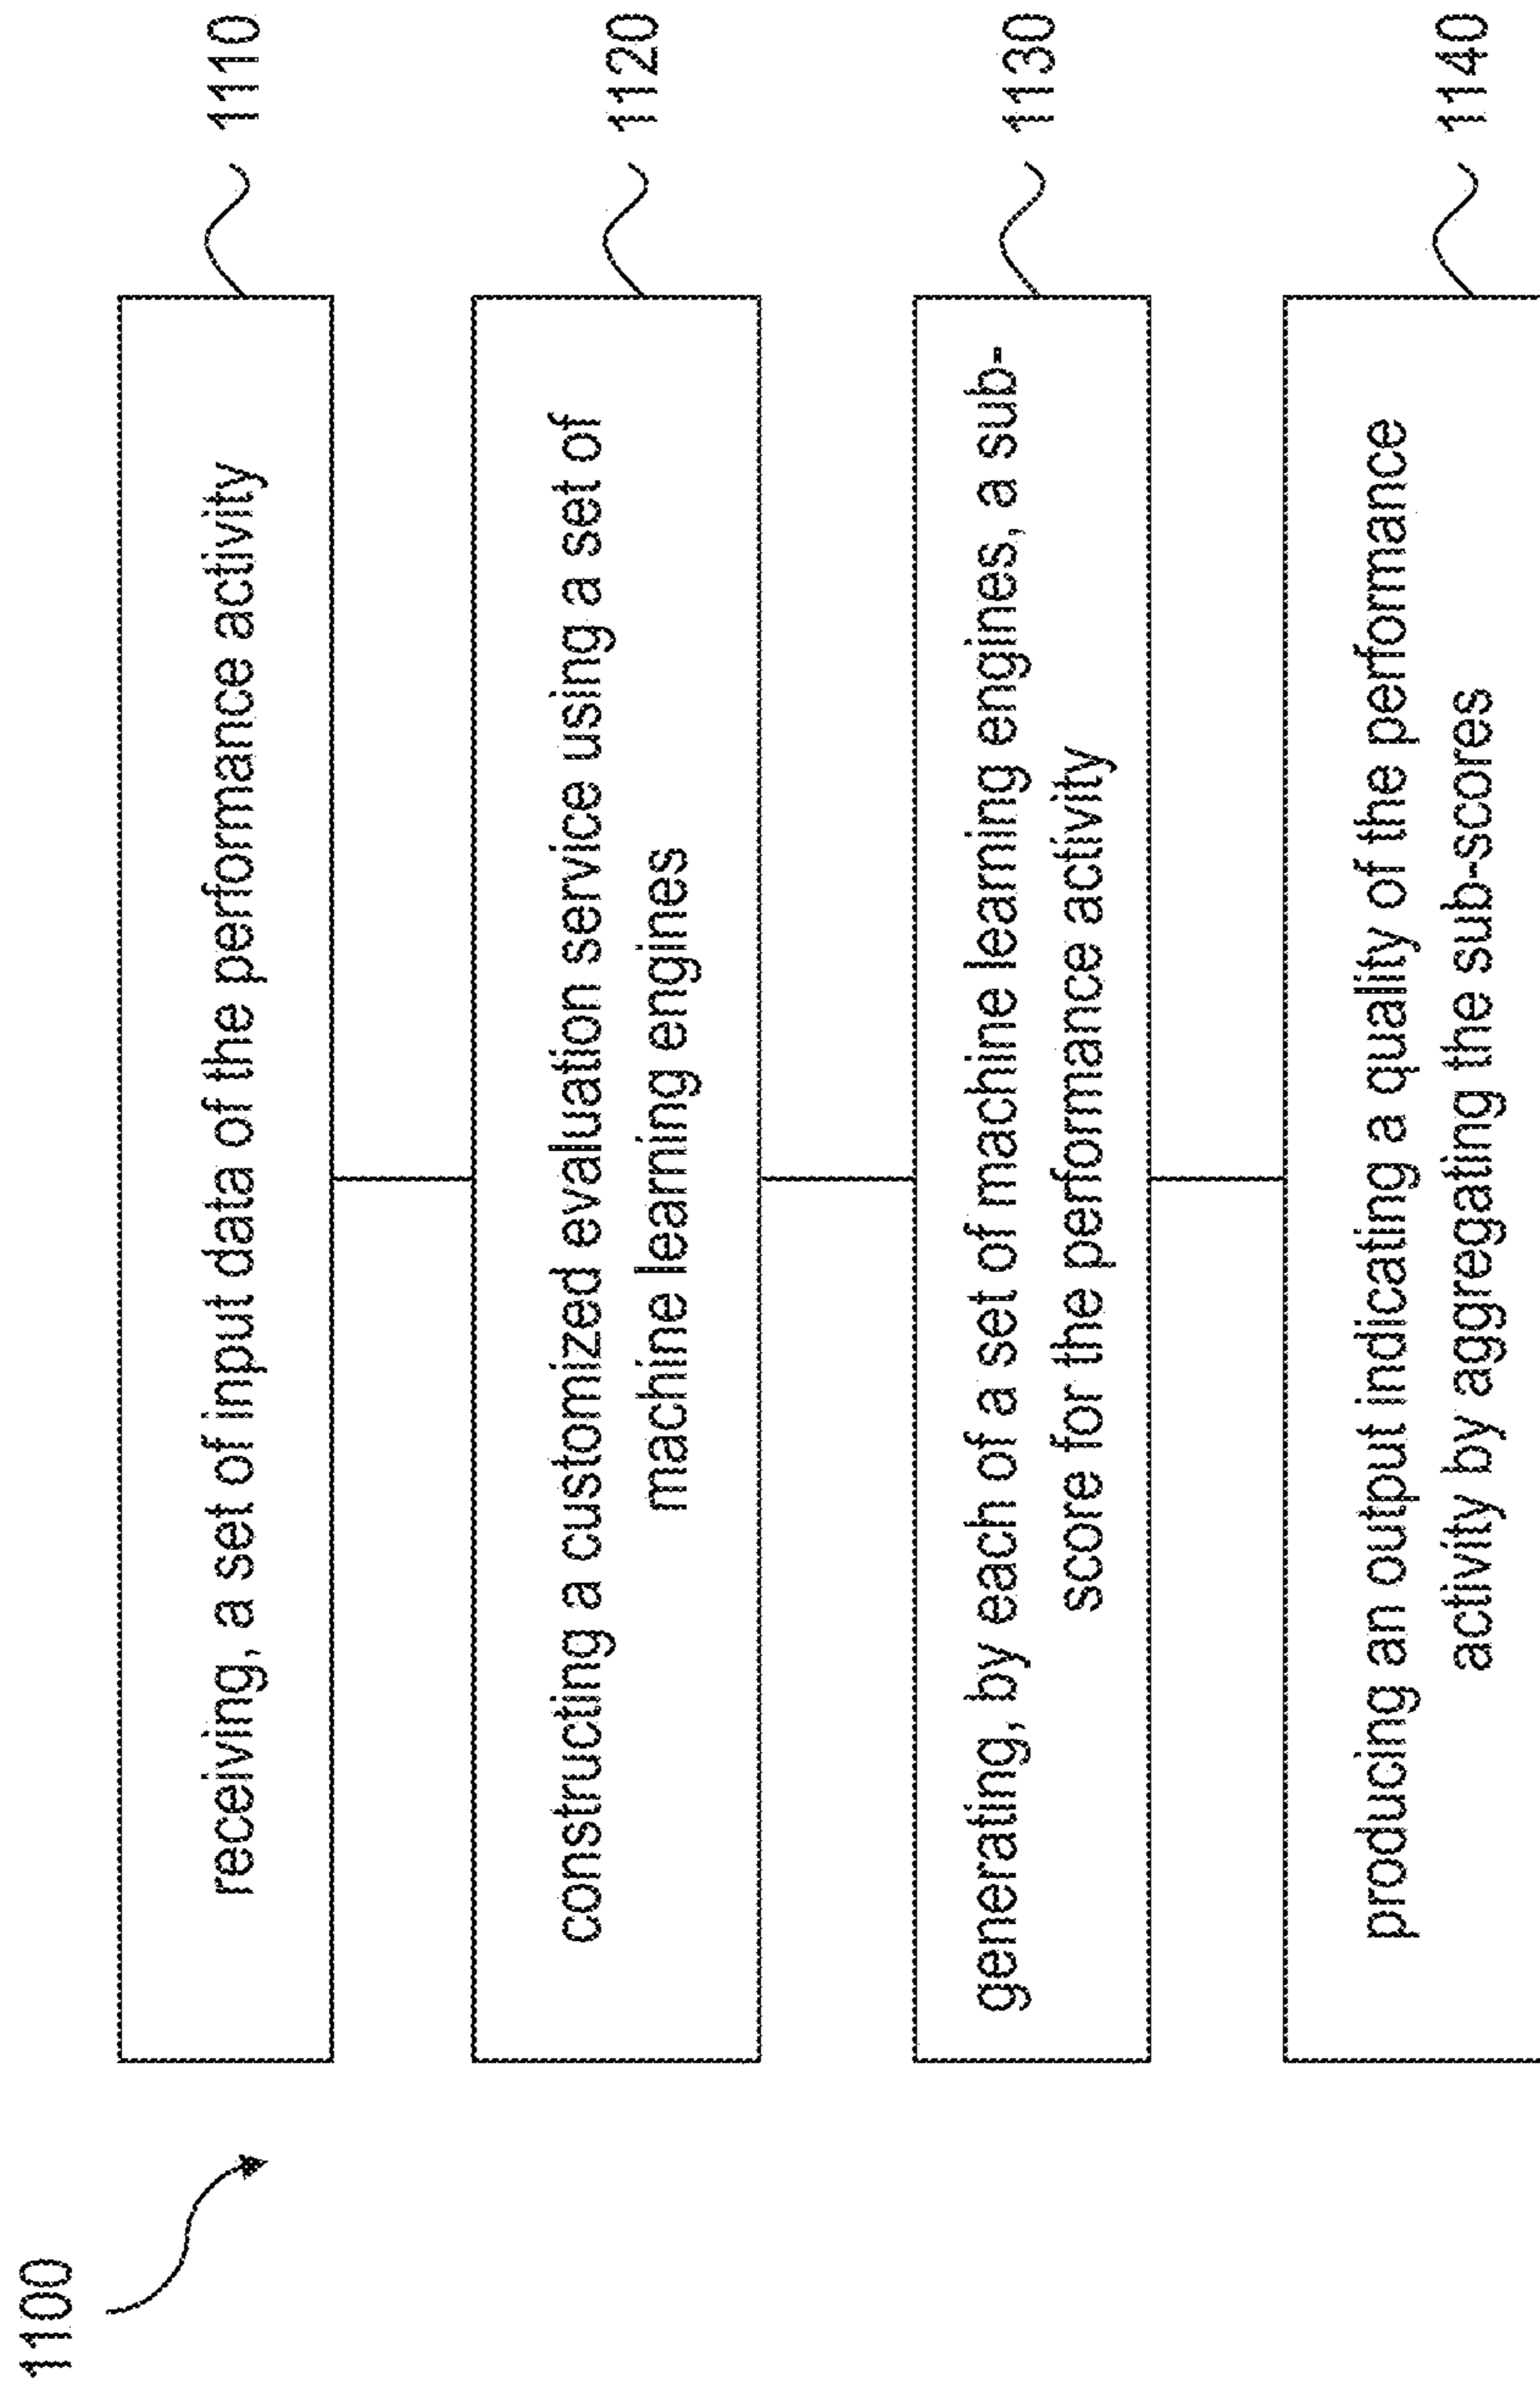 1100
receiving, a set of input data of the performance activity
1110
constructing a customized evaluation service using a set of
machine learning engines
1120
generating, by each of a set of machine learning engines, a sub-
score for the performance activity
1130
producing an output indicating a quality of the performance
activity by aggregating the sub-scores
1140